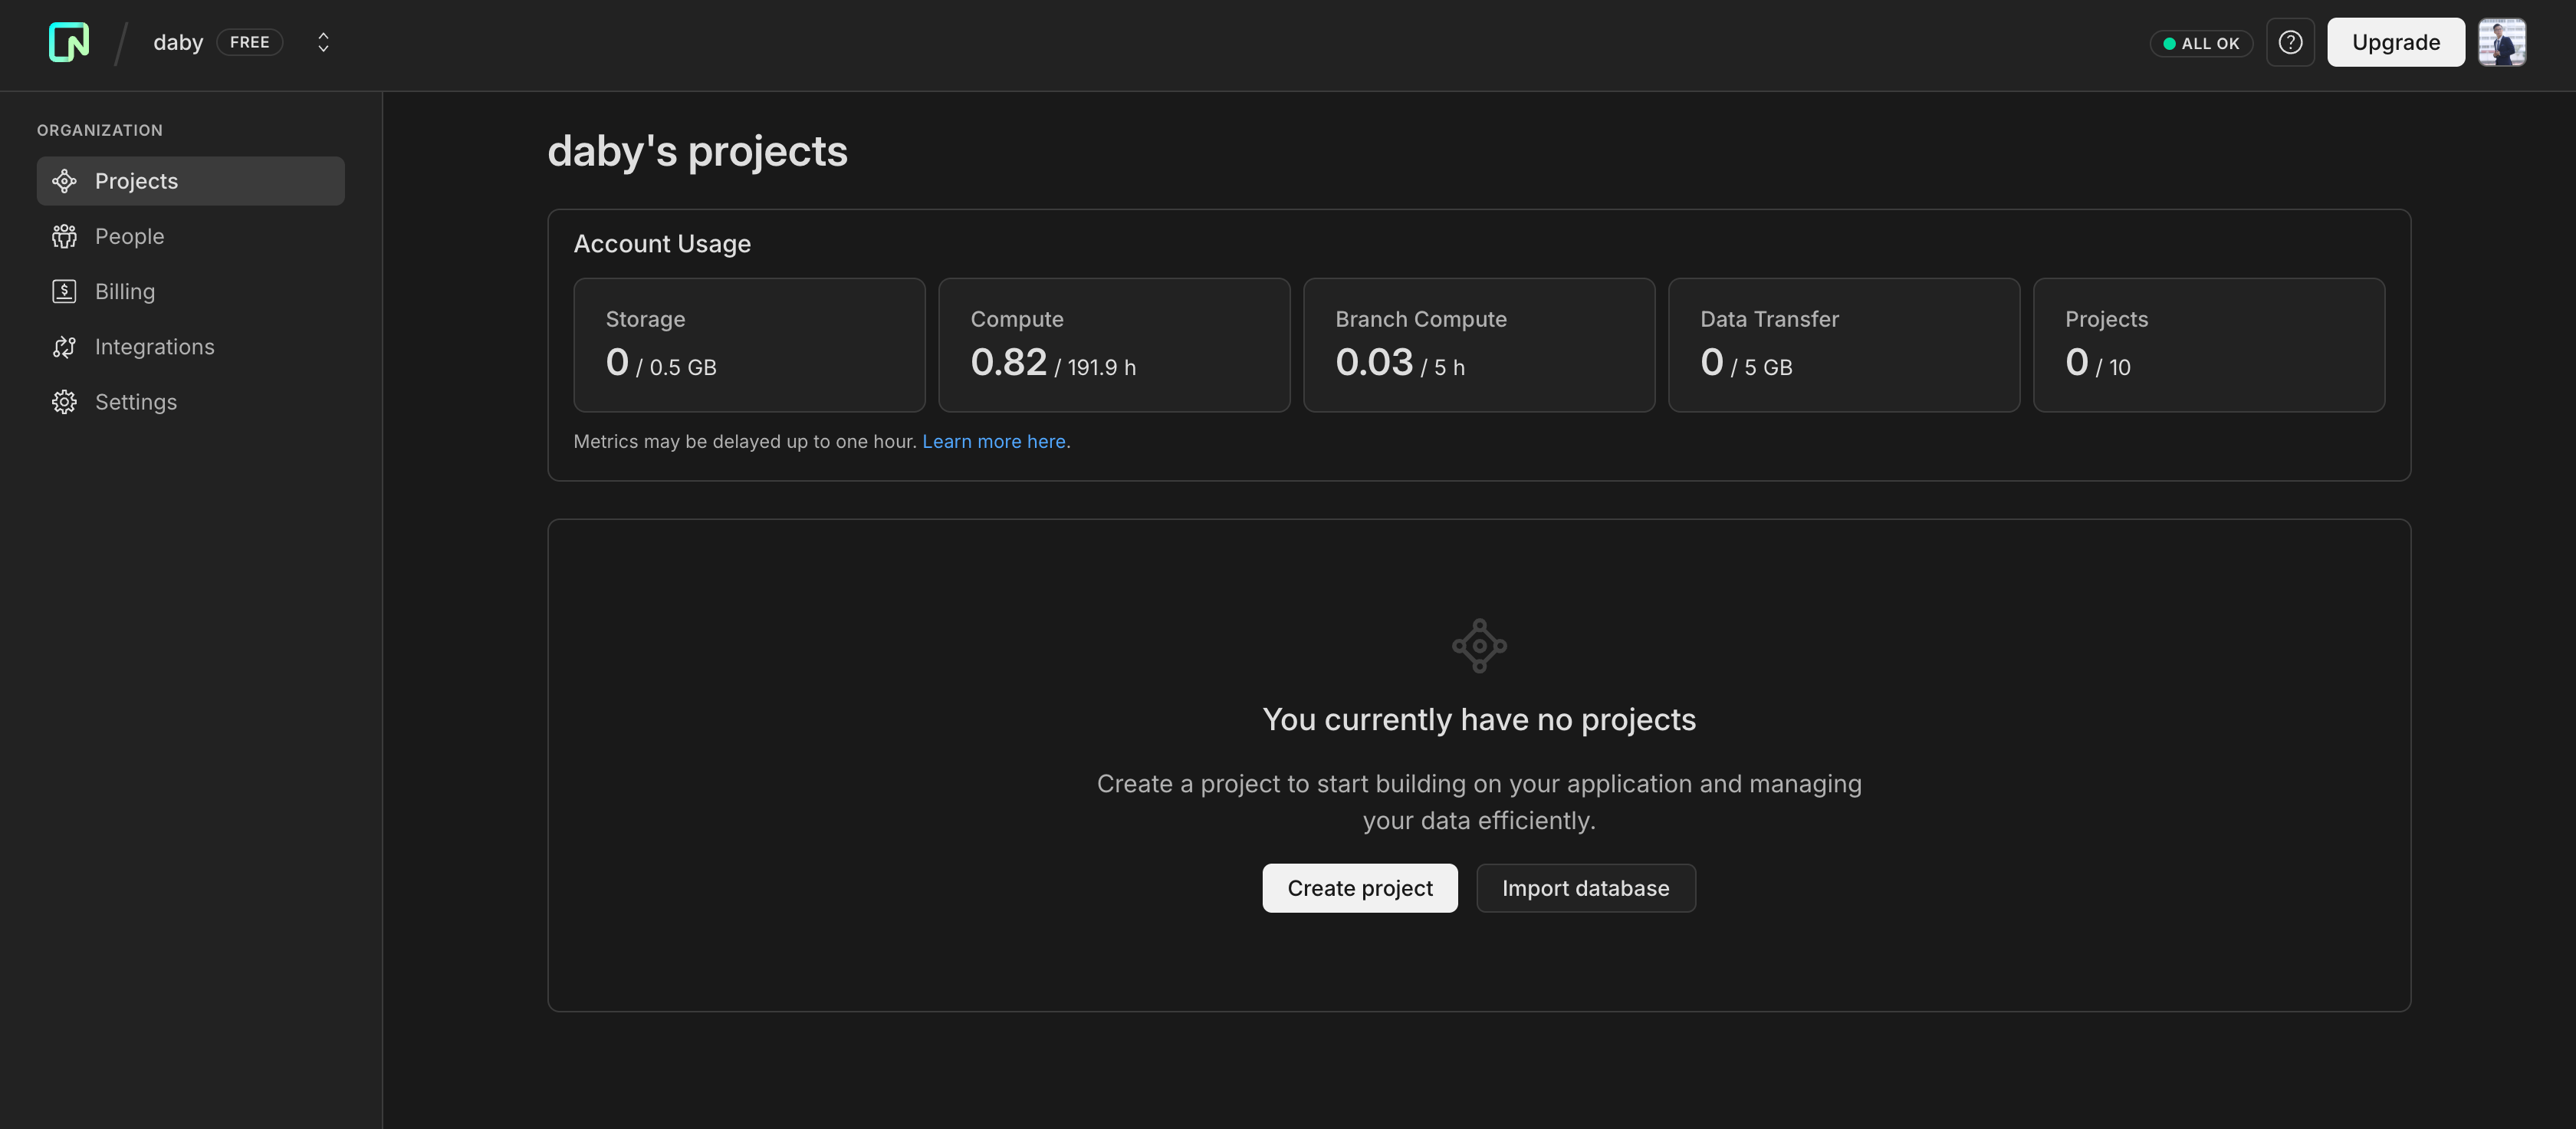 daby FREE
ALL OK
Upgrade
ORGANIZATION
Projects
People
Billing
Integrations
Settings
daby's projects
Account Usage
Storage
0 / 0.5 GB
Compute
0.82 / 191.9 h
Branch Compute
0.03 / 5 h
Data Transfer
0 / 5 GB
Projects
0 / 10
Metrics may be delayed up to one hour. Learn more here.
You currently have no projects
Create a project to start building on your application and managing
your data efficiently.
Create project
Import database